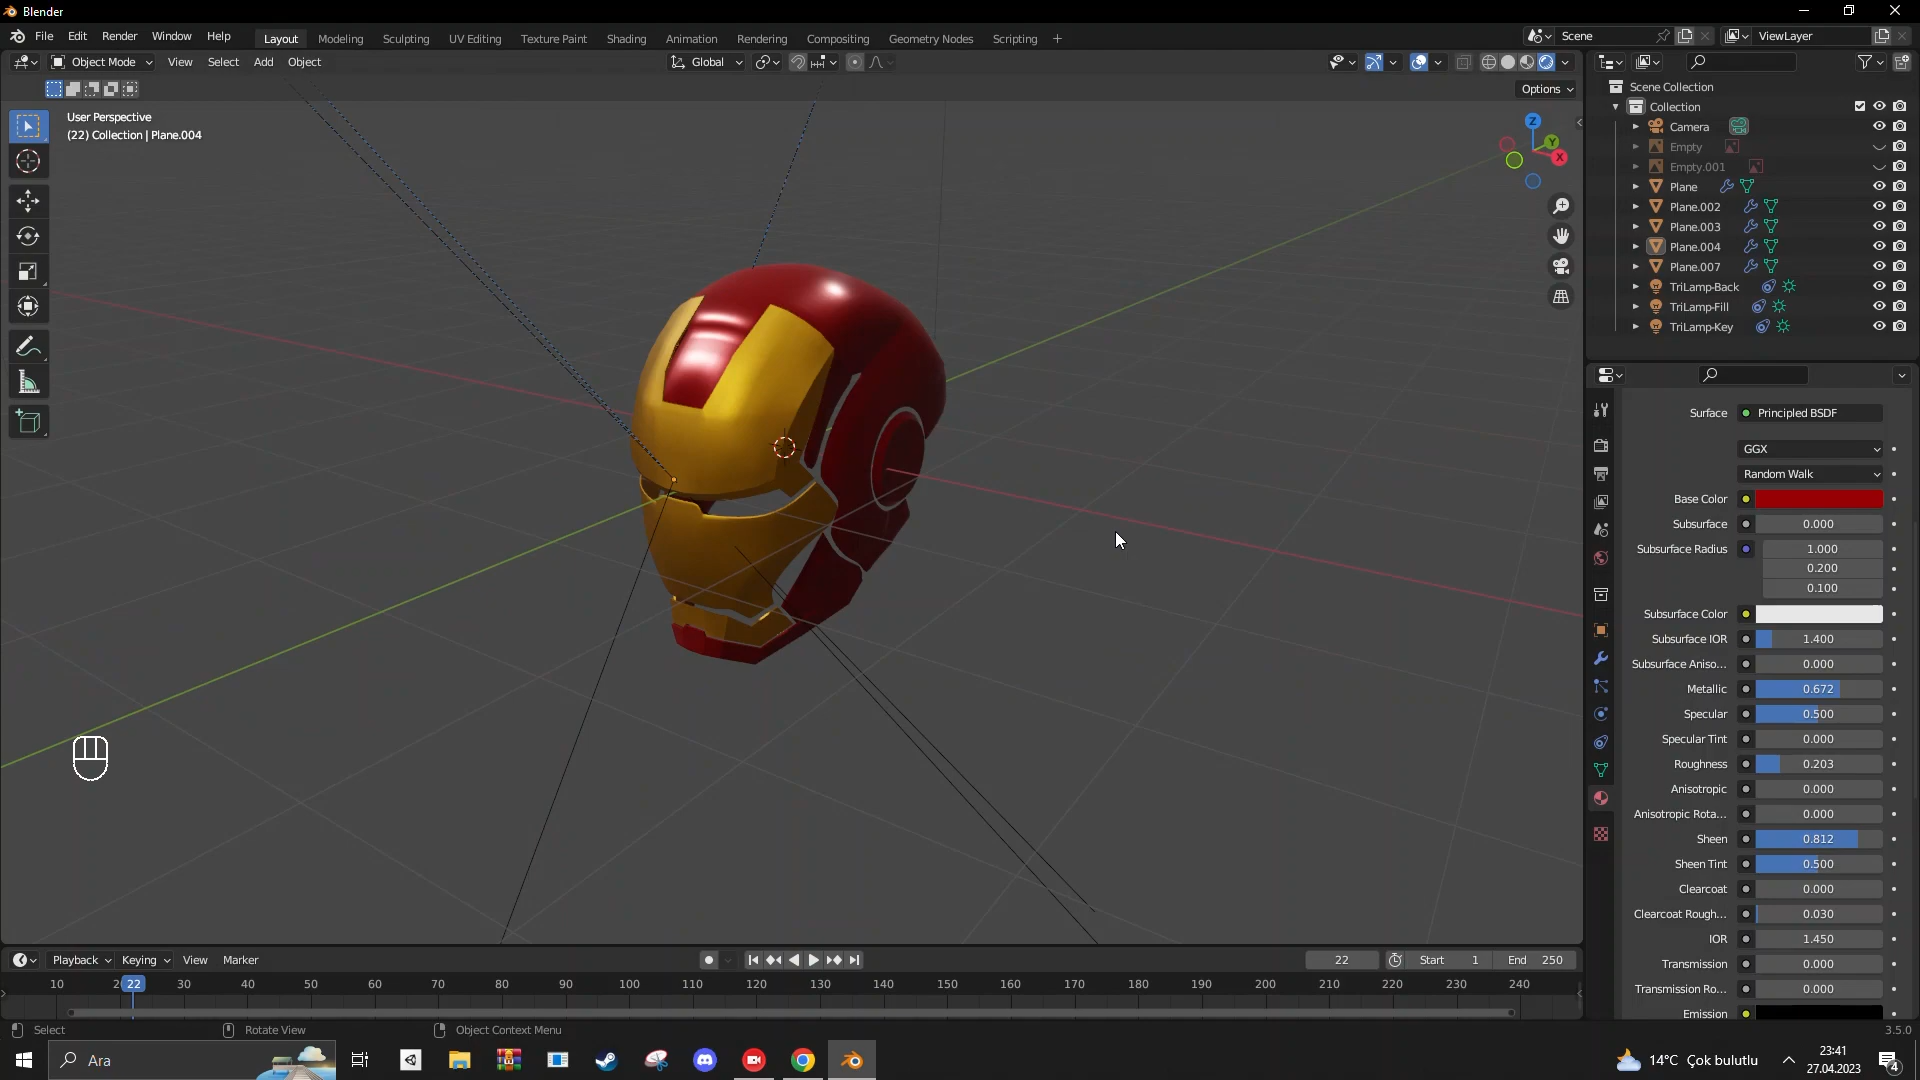 Blender
File Edit Render Window Help
Layout Modeling Sculpting UV Editing Texture Paint Shading Animation Rendering Compositing Geometry Nodes Scripting +
Scene
ViewLayer
Object Mode View Select Add Object
Global
Options
User Perspective
(22) Collection | Plane.004
Z
Y
X
Scene Collection
Collection
Camera
Empty
Empty.001
Plane
Plane.002
Plane.003
Plane.004
Plane.007
TriLamp-Back
TriLamp-Fill
TriLamp-Key
Surface Principled BSDF
GGX
Random Walk
Base Color
Subsurface 0.000
Subsurface Radius 1.000
0.200
0.100
Subsurface Color
Subsurface IOR 1.400
Subsurface Aniso... 0.000
Metallic 0.672
Specular 0.500
Specular Tint 0.000
Roughness 0.203
Anisotropic 0.000
Anisotropic Rota... 0.000
Sheen 0.812
Sheen Tint 0.500
Clearcoat 0.000
Clearcoat Rough... 0.030
IOR 1.450
Transmission 0.000
Transmission Ro... 0.000
Emission
Playback Keying View Marker
22 Start 1 End 250
10 2 22 30 40 50 60 70 80 90 100 110 120 130 140 150 160 170 180 190 200 210 220 230 240
Select Rotate View Object Context Menu
3.5.0
Ara
14°C Çok bulutlu
23:41
27.04.2023
4